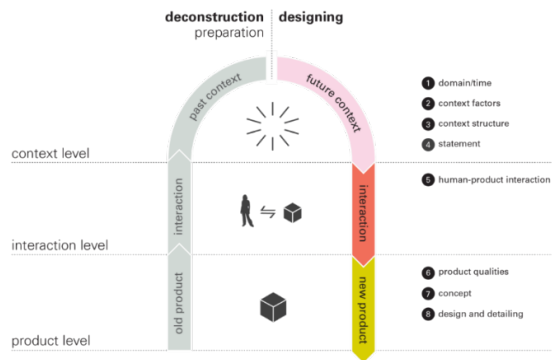 deconstruction designing
preparation
past context
future context
1 domain/time
2 context factors
3 context structure
4 statement
context level
interaction
interaction
5 human-product interaction
interaction level
old product
new product
6 product qualities
7 concept
8 design and detailing
product level